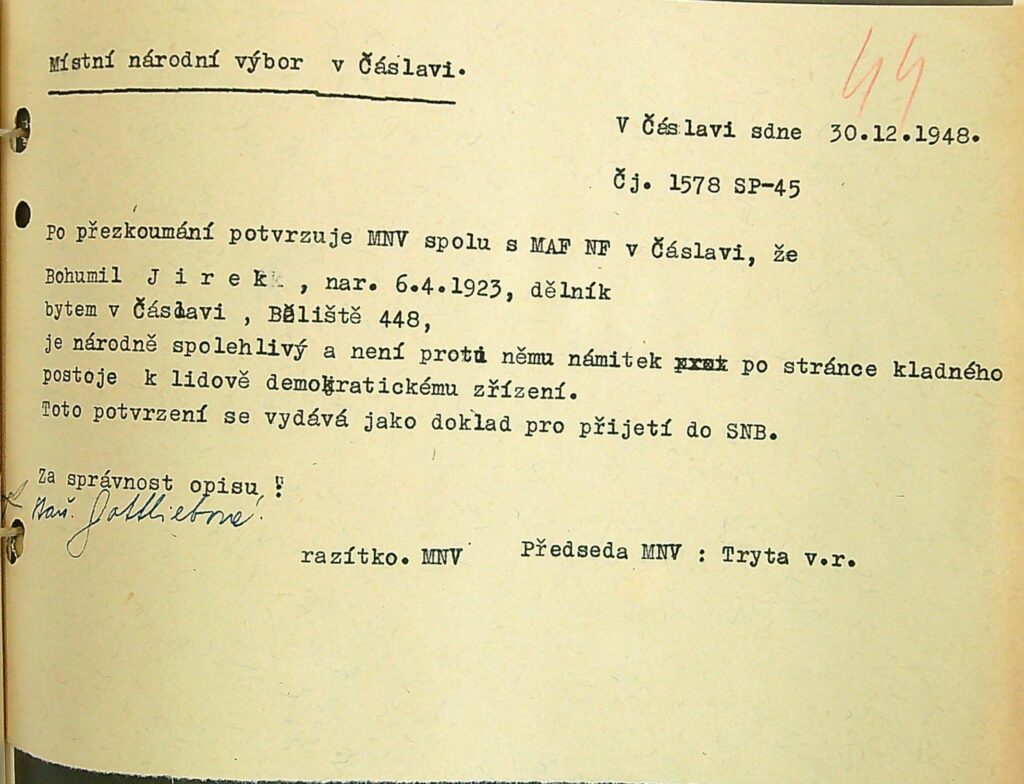 44
Místní národní výbor v Čáslavi.
V Čáslavi sdne 30.12.1948.
Čj. 1578 SP-45
Po přezkoumání potvrzuje MNV spolu s MAF NF v Čáslavi, že
Bohumil J i r e k , nar. 6.4.1923, dělník
bytem v Čáslavi , Běliště 448,
je národně spolehlivý a není proti němu námitek po stránce kladného
postoje k lidově demokratickému zřízení.
Toto potvrzení se vydává jako doklad pro přijetí do SNB.
Za správnost opisu :
Gottliebová.
razítko. MNV Předseda MNV : Tryta v.r.